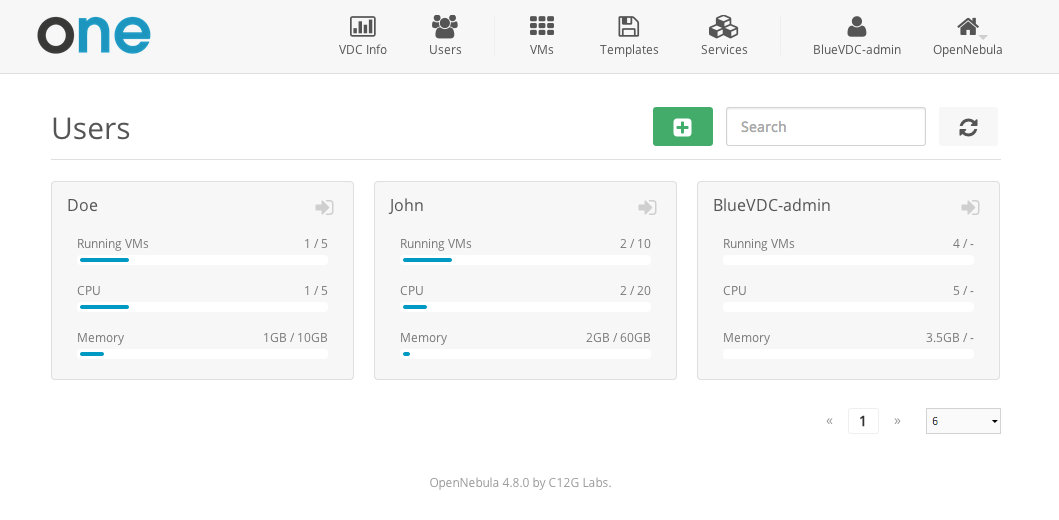 one
VDC Info
Users
VMs
Templates
Services
BlueVDC-admin
OpenNebula
Users
Search
Doe
Running VMs 1 / 5
CPU 1 / 5
Memory 1GB / 10GB
John
Running VMs 2 / 10
CPU 2 / 20
Memory 2GB / 60GB
BlueVDC-admin
Running VMs 4 / -
CPU 5 / -
Memory 3.5GB / -
« 1 » 6
OpenNebula 4.8.0 by C12G Labs.